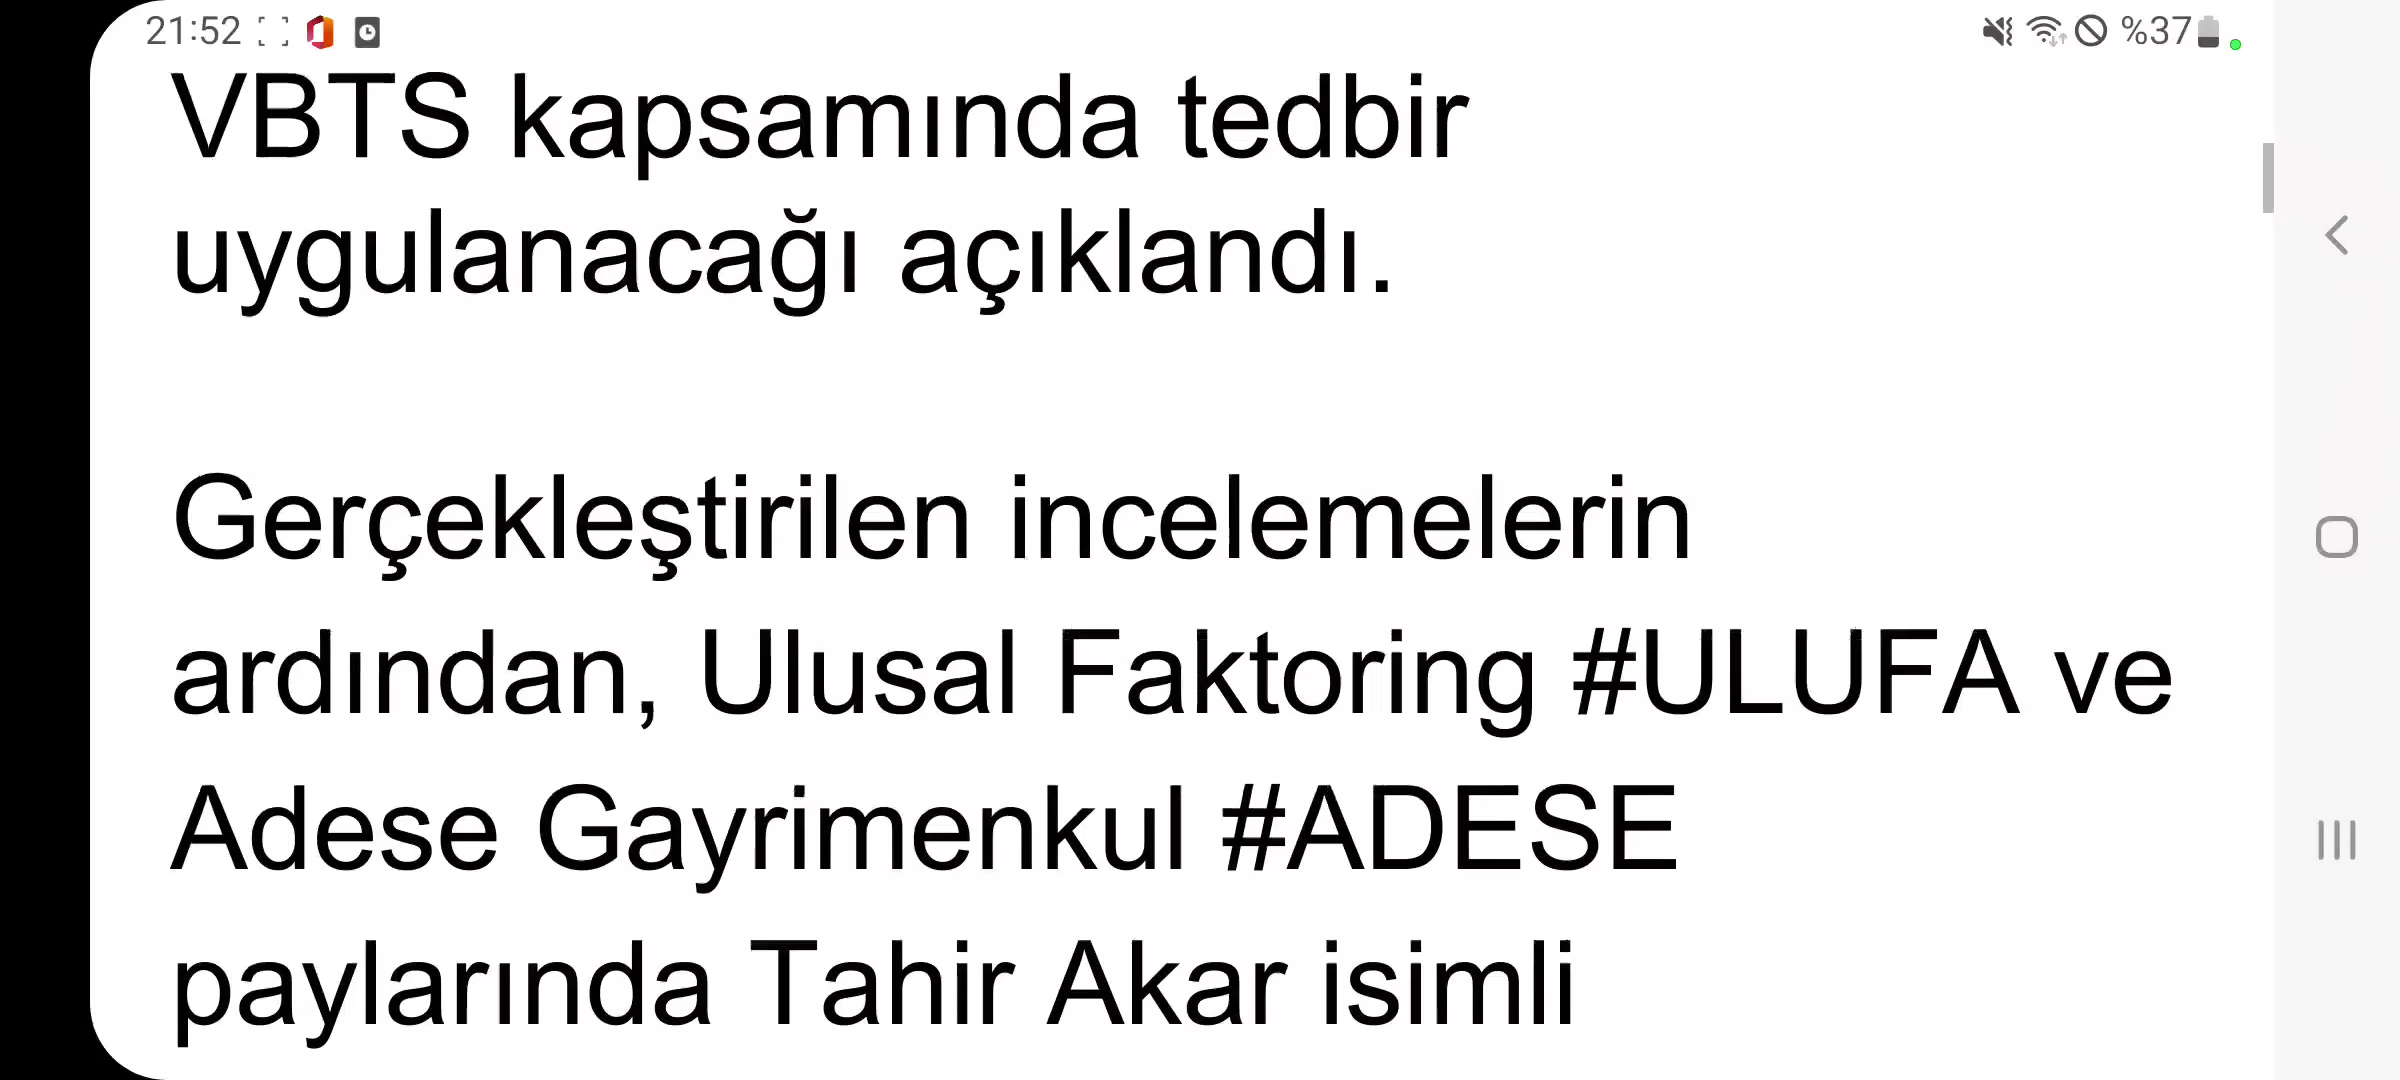 21:52 %37
VBTS kapsamında tedbir
uygulanacağı açıklandı.
Gerçekleştirilen incelemelerin
ardından, Ulusal Faktoring #ULUFA ve
Adese Gayrimenkul #ADESE
paylarında Tahir Akar isimli